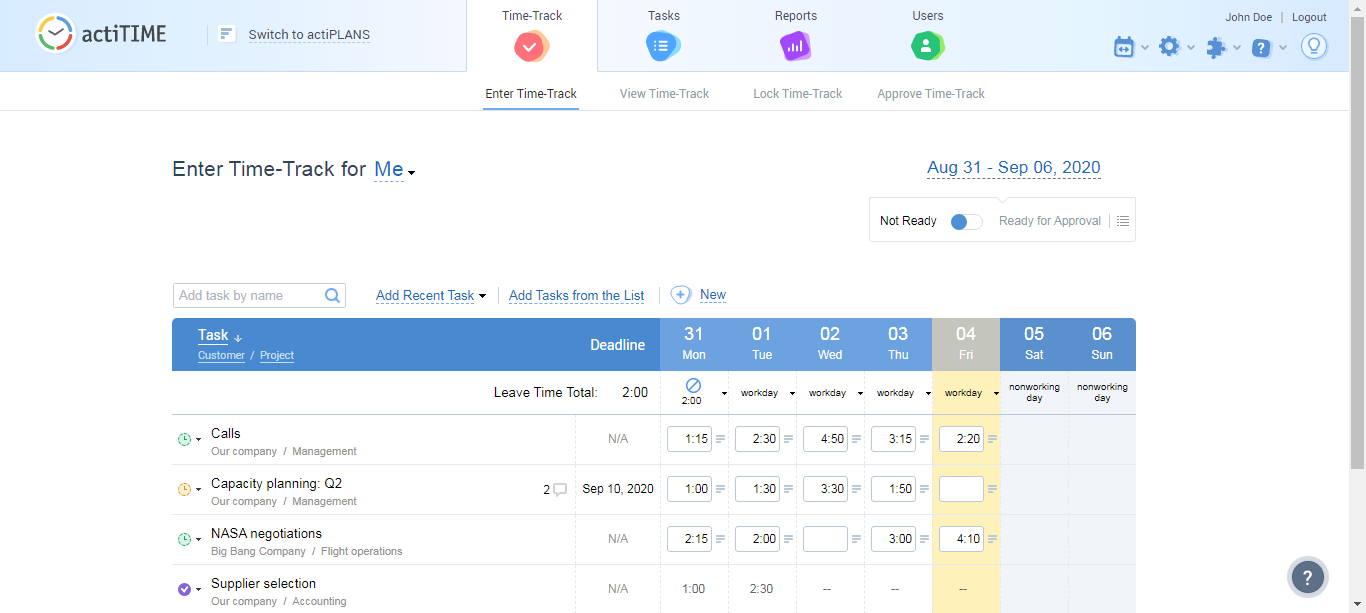 actiTIME
Switch to actiPLANS
Time-Track
Tasks
Reports
Users
John Doe | Logout
?
Enter Time-Track
View Time-Track
Lock Time-Track
Approve Time-Track
Enter Time-Track for Me
Aug 31 - Sep 06, 2020
Not Ready
Ready for Approval
Add task by name
Add Recent Task
Add Tasks from the List
New
Task ↓
Customer / Project
Deadline
31 Mon
01 Tue
02 Wed
03 Thu
04 Fri
05 Sat
06 Sun
Leave Time Total: 2:00
2:00
workday
workday
workday
workday
nonworking day
nonworking day
Calls
Our company / Management
N/A 1:15 2:30 4:50 3:15 2:20
Capacity planning: Q2
Our company / Management
2 Sep 10, 2020 1:00 1:30 3:30 1:50
NASA negotiations
Big Bang Company / Flight operations
N/A 2:15 2:00 3:00 4:10
Supplier selection
Our company / Accounting
N/A 1:00 2:30 -- -- --
?